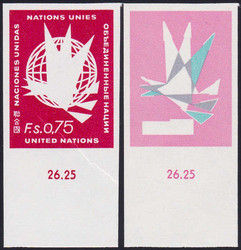 NATIONS UNIES
NACIONES UNIDAS
ОБЪЕДИНЕННЫЕ НАЦИИ
F.s.0,75
UNITED NATIONS
26.25
26.25